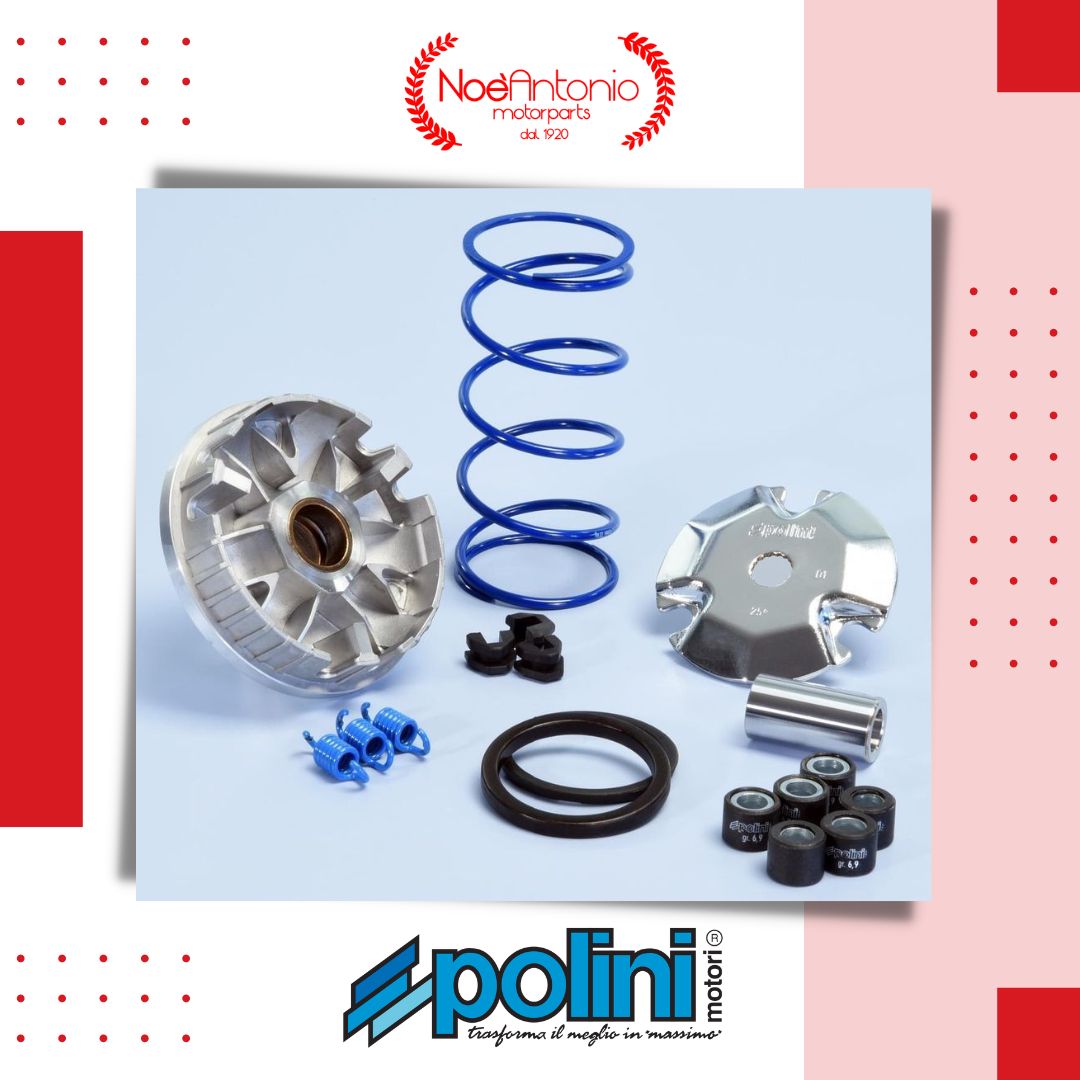 NoèAntonio
motorparts
dal 1920
polini
D1
polini
gr. 6,9
polini
gr. 6,9
polini
motori®
trasforma il meglio in "massimo"